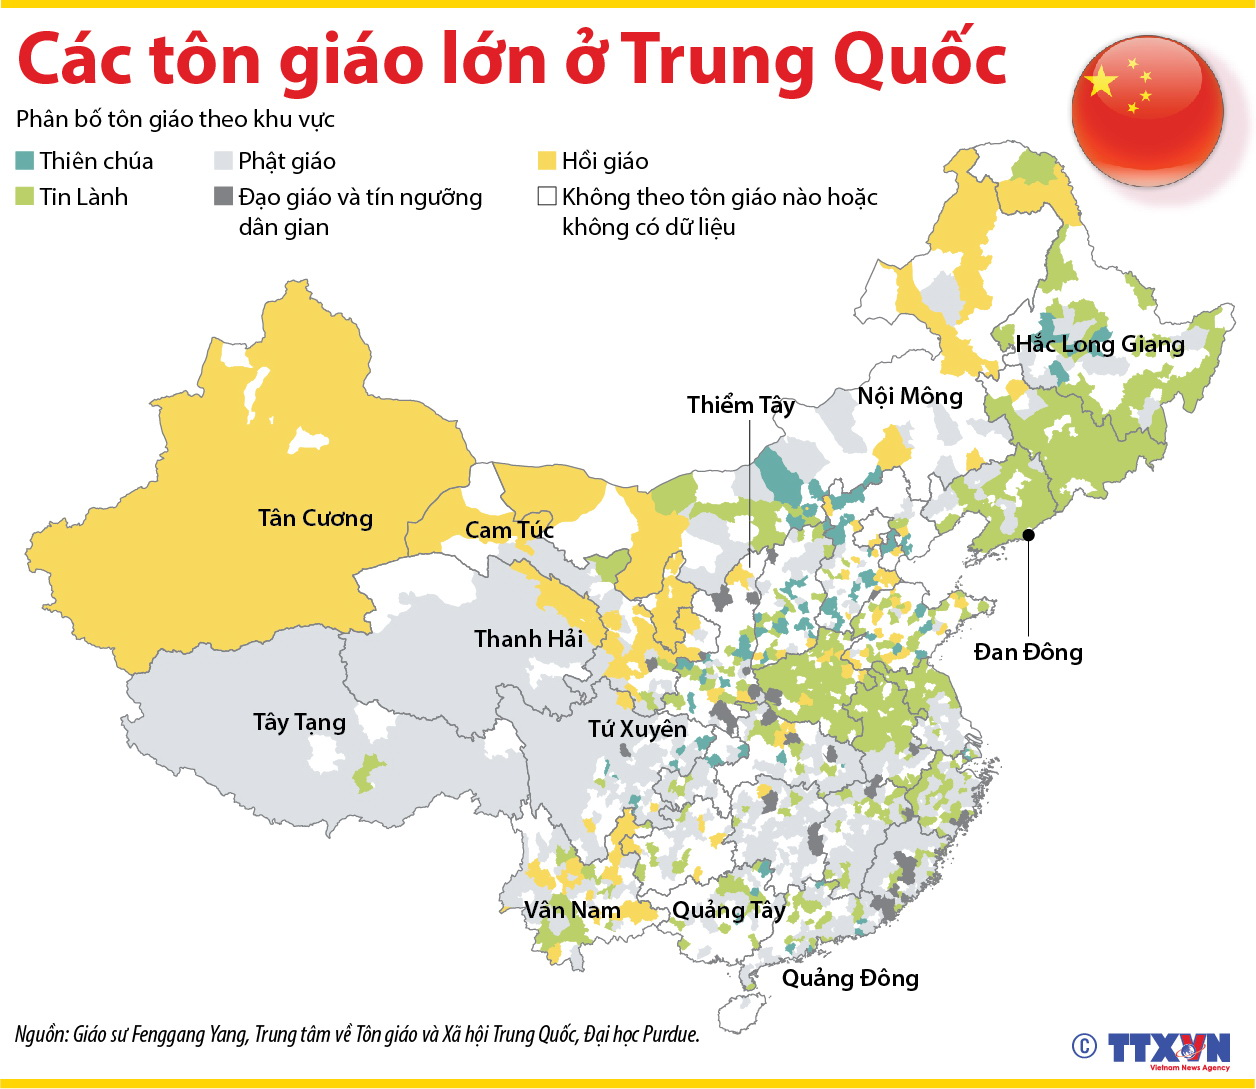 Các tôn giáo lớn ở Trung Quốc
Phân bố tôn giáo theo khu vực
Thiên chúa
Phật giáo
Hồi giáo
Tin Lành
Đạo giáo và tín ngưỡng
dân gian
Không theo tôn giáo nào hoặc
không có dữ liệu
Hắc Long Giang
Nội Mông
Thiểm Tây
Tân Cương
Cam Túc
Thanh Hải
Đan Đông
Tây Tạng
Tứ Xuyên
Vân Nam
Quảng Tây
Quảng Đông
Nguồn: Giáo sư Fenggang Yang, Trung tâm về Tôn giáo và Xã hội Trung Quốc, Đại học Purdue.
© TTXVN
Vietnam News Agency